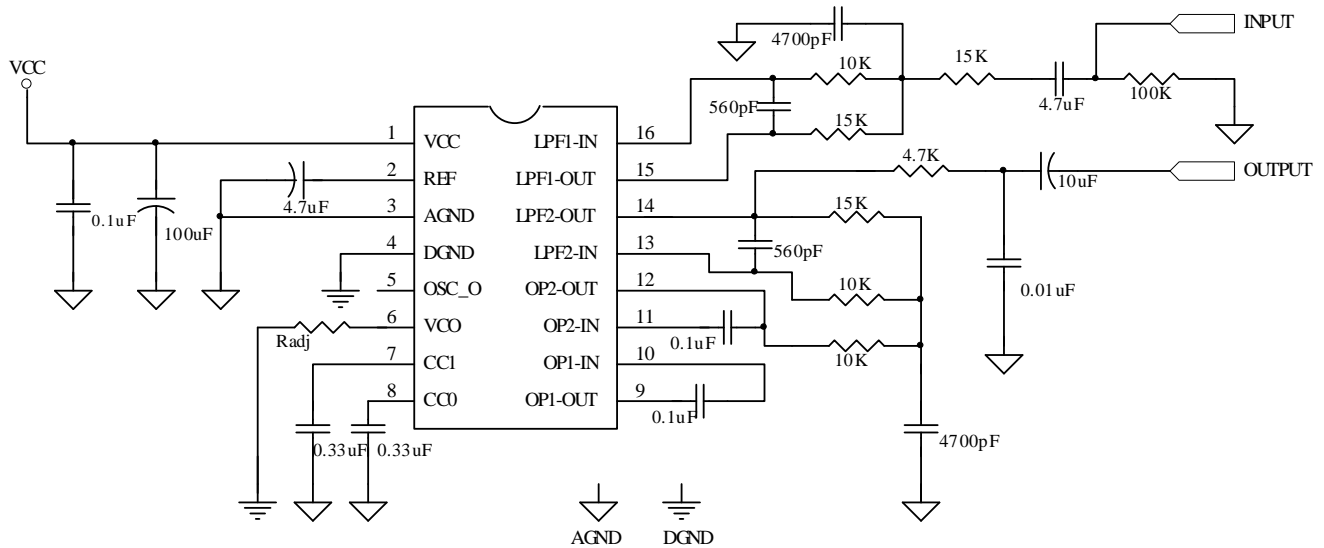 INPUT
4700pF
10K
15K
VCC
560pF
4.7uF
100K
15K
1 VCC LPF1-IN 16
4.7K
2 REF LPF1-OUT 15
10uF
OUTPUT
4.7uF
3 AGND LPF2-OUT 14
15K
0.1uF
100uF
4 DGND LPF2-IN 13
560pF
5 OSC_O OP2-OUT 12
10K
0.01uF
6 VCO OP2-IN 11
Radj
0.1uF
10K
7 CC1 OP1-IN 10
8 CC0 OP1-OUT 9
0.1uF
0.33uF
0.33uF
4700pF
AGND
DGND